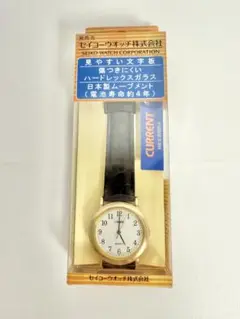 発売元
セイコーウオッチ株式会社
SEIKO WATCH CORPORATION
見やすい文字板
傷つきにくい
ハードレックスガラス
日本製ムーブメント
(電池寿命約4年)
CURRENT
セイコーウオッチ株式会社